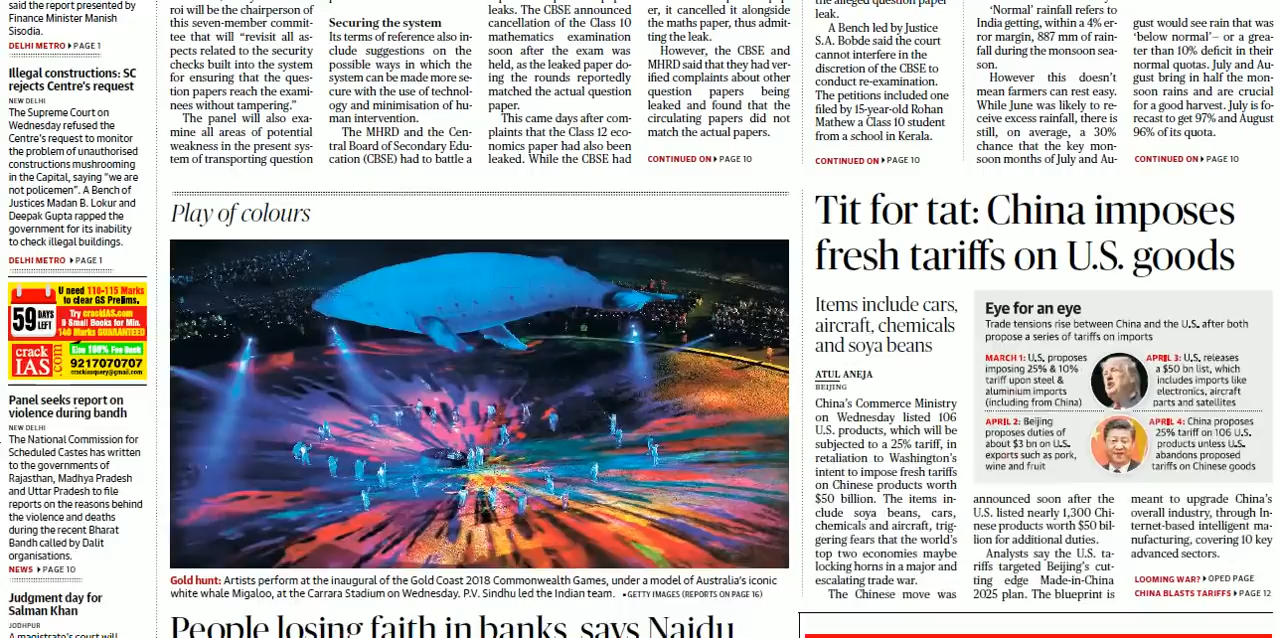 said the report presented by
Finance Minister Manish
Sisodia.
DELHI METRO PAGE 1
Illegal constructions: SC
rejects Centre's request
NEW DELHI
The Supreme Court on
Wednesday refused the
Centre's request to monitor
the problem of unauthorised
constructions mushrooming
in the Capital, saying "we are
not policemen". A Bench of
Justices Madan B. Lokur and
Deepak Gupta rapped the
government for its inability
to check illegal buildings.
DELHI METRO PAGE 1
U need 110-115 Marks
to clear GS Prelims.
59 DAYS LEFT
Try crackIAS.com
8 Small Books for Min.
140 Marks GUARANTEED
crack IAS .com
Else 100% Fee Back
9217070707
crackiasquery@gmail.com
Panel seeks report on
violence during bandh
NEW DELHI
The National Commission for
Scheduled Castes has written
to the governments of
Rajasthan, Madhya Pradesh
and Uttar Pradesh to file
reports on the reasons behind
the violence and deaths
during the recent Bharat
Bandh called by Dalit
organisations.
NEWS PAGE 10
Judgment day for
Salman Khan
JODHPUR
A magistrate's court will
roi will be the chairperson of
this seven-member commit-
tee that will "revisit all as-
pects related to the security
checks built into the system
for ensuring that the ques-
tion papers reach the exami-
nees without tampering."
The panel will also exa-
mine all areas of potential
weakness in the present sys-
tem of transporting question
Securing the system
Its terms of reference also in-
clude suggestions on the
possible ways in which the
system can be made more se-
cure with the use of technol-
ogy and minimisation of hu-
man intervention.
The MHRD and the Cen-
tral Board of Secondary Edu-
cation (CBSE) had to battle a
leaks. The CBSE announced
cancellation of the Class 10
mathematics examination
soon after the exam was
held, as the leaked paper do-
ing the rounds reportedly
matched the actual question
paper.
This came days after com-
plaints that the Class 12 eco-
nomics paper had also been
leaked. While the CBSE had
er, it cancelled it alongside
the maths paper, thus admit-
ting the leak.
However, the CBSE and
MHRD said that they had ver-
ified complaints about other
question papers being
leaked and found that the
circulating papers did not
match the actual papers.
CONTINUED ON PAGE 10
the alleged question paper
leak.
A Bench led by Justice
S.A. Bobde said the court
cannot interfere in the
discretion of the CBSE to
conduct re-examination.
The petitions included one
filed by 15-year-old Rohan
Mathew a Class 10 student
from a school in Kerala.
CONTINUED ON PAGE 10
'Normal' rainfall refers to
India getting, within a 4% er-
ror margin, 887 mm of rain-
fall during the monsoon sea-
son.
However this doesn't
mean farmers can rest easy.
While June was likely to re-
ceive excess rainfall, there is
still, on average, a 30%
chance that the key mon-
soon months of July and Au-
gust would see rain that was
'below normal'– or a grea-
ter than 10% deficit in their
normal quotas. July and Au-
gust bring in half the mon-
soon rains and are crucial
for a good harvest. July is fo-
recast to get 97% and August
96% of its quota.
CONTINUED ON PAGE 10
Play of colours
Gold hunt: Artists perform at the inaugural of the Gold Coast 2018 Commonwealth Games, under a model of Australia's iconic
white whale Migaloo, at the Carrara Stadium on Wednesday. P.V. Sindhu led the Indian team. GETTY IMAGES (REPORTS ON PAGE 16)
People losing faith in banks, says Naidu
Tit for tat: China imposes
fresh tariffs on U.S. goods
Items include cars,
aircraft, chemicals
and soya beans
ATUL ANEJA
BEIJING
China's Commerce Ministry
on Wednesday listed 106
U.S. products, which will be
subjected to a 25% tariff, in
retaliation to Washington's
intent to impose fresh tariffs
on Chinese products worth
$50 billion. The items in-
clude soya beans, cars,
chemicals and aircraft, trig-
gering fears that the world's
top two economies maybe
locking horns in a major and
escalating trade war.
The Chinese move was
Eye for an eye
Trade tensions rise between China and the U.S. after both
propose a series of tariffs on imports
MARCH 1: U.S. proposes
imposing 25% & 10%
tariff upon steel &
aluminium imports
(including from China)
APRIL 3: U.S. releases
a $50 bn list, which
includes imports like
electronics, aircraft
parts and satellites
APRIL 2: Beijing
proposes duties of
about $3 bn on U.S.
exports such as pork,
wine and fruit
APRIL 4: China proposes
25% tariff on 106 U.S.
products unless U.S.
abandons proposed
tariffs on Chinese goods
announced soon after the
U.S. listed nearly 1,300 Chi-
nese products worth $50 bil-
lion for additional duties.
Analysts say the U.S. ta-
riffs targeted Beijing's cut-
ting edge Made-in-China
2025 plan. The blueprint is
meant to upgrade China's
overall industry, through In-
ternet-based intelligent ma-
nufacturing, covering 10 key
advanced sectors.
LOOMING WAR? OPED PAGE
CHINA BLASTS TARIFFS PAGE 12